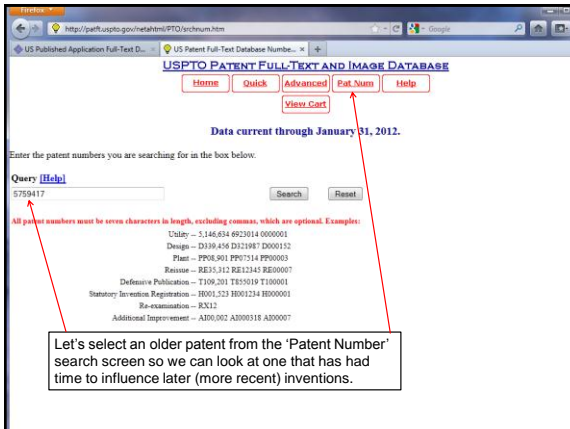 Firefox
http://patft.uspto.gov/netahtml/PTO/srchnum.htm
Google
US Published Application Full-Text D...
US Patent Full-Text Database Numbe...
USPTO PATENT FULL-TEXT AND IMAGE DATABASE
Home Quick Advanced Pat Num Help
View Cart
Data current through January 31, 2012.
Enter the patent numbers you are searching for in the box below.
Query [Help]
5759417 Search Reset
All patent numbers must be seven characters in length, excluding commas, which are optional. Examples:
Utility -- 5,146,634 6923014 0000001
Design -- D339,456 D321987 D000152
Plant -- PP08,901 PP07514 PP00003
Reissue -- RE35,312 RE12345 RE00007
Defensive Publication -- T109,201 T855019 T100001
Statutory Invention Registration -- H001,523 H001234 H000001
Re-examination -- RX12
Additional Improvement -- AI00,002 AI000318 AI00007
Let's select an older patent from the ‘Patent Number’
search screen so we can look at one that has had
time to influence later (more recent) inventions.